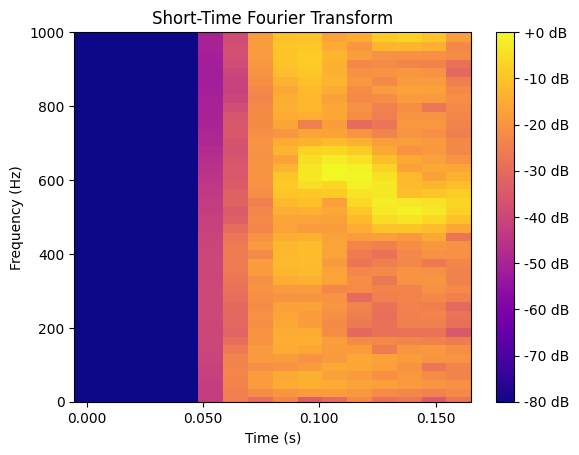 Short-Time Fourier Transform
Frequency (Hz)
1000
800
600
400
200
0
0.000
0.050
0.100
0.150
Time (s)
+0 dB
-10 dB
-20 dB
-30 dB
-40 dB
-50 dB
-60 dB
-70 dB
-80 dB